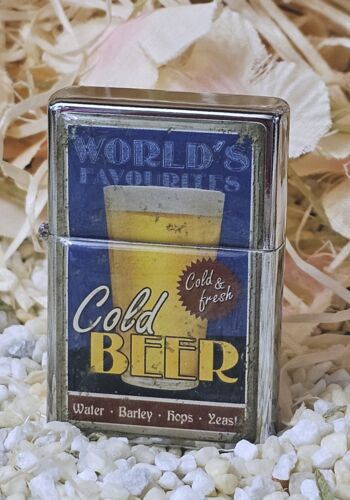 WORLD'S
FAVOURITES
Cold &
fresh
Cold
BEER
Water · Barley · Hops · Yeast